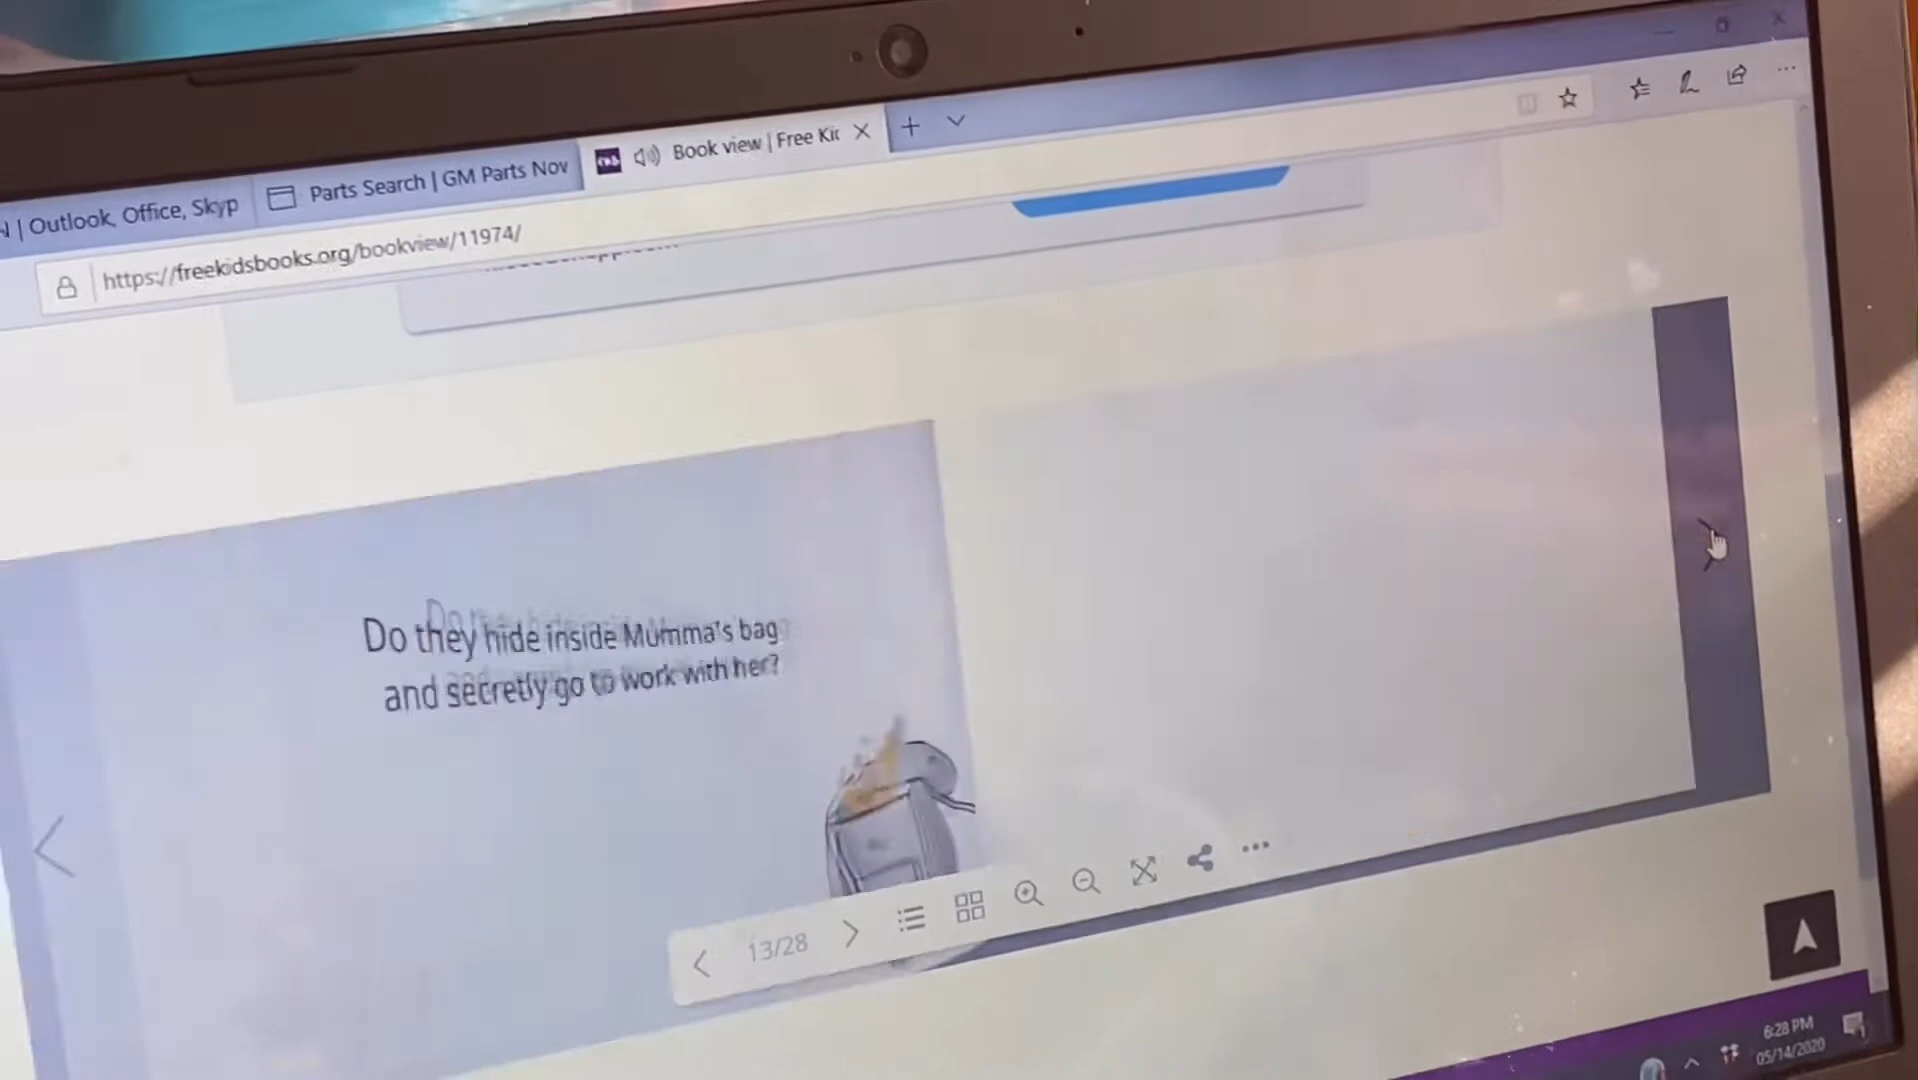 | Outlook, Office, Skyp
Parts Search | GM Parts Nov
Book view | Free Kid
https://freekidsbooks.org/bookview/11974/
Do they hide inside Mumma's bag
and secretly go to work with her?
13/28
6:28 PM
05/14/2020